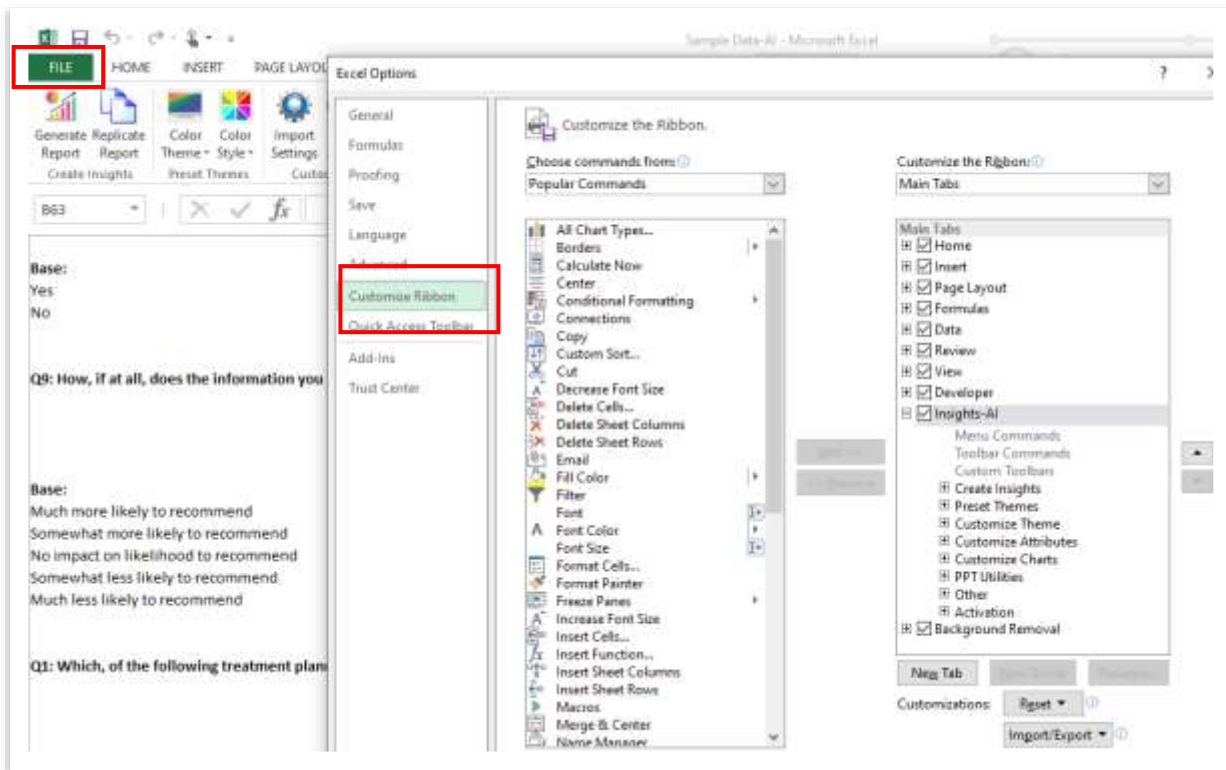 Sample Data-AI - Microsoft Excel
FILE HOME INSERT PAGE LAYOU
Generate Report
Replicate Report
Color Theme
Color Style
Import Settings
Create Insights
Preset Themes
Custo
B63
fx
Base:
Yes
No
Q9: How, if at all, does the information you
Base:
Much more likely to recommend
Somewhat more likely to recommend
No impact on likelihood to recommend
Somewhat less likely to recommend
Much less likely to recommend
Q1: Which, of the following treatment plan
Excel Options
?
General
Formulas
Proofing
Save
Language
Advanced
Customize Ribbon
Quick Access Toolbar
Add-Ins
Trust Center
Customize the Ribbon.
Choose commands from:
Popular Commands
All Chart Types...
Borders
Calculate Now
Center
Conditional Formatting
Connections
Copy
Custom Sort...
Cut
Decrease Font Size
Delete Cells...
Delete Sheet Columns
Delete Sheet Rows
Email
Fill Color
Filter
Font
Font Color
Font Size
Format Cells...
Format Painter
Freeze Panes
Increase Font Size
Insert Cells...
Insert Function...
Insert Sheet Columns
Insert Sheet Rows
Macros
Merge & Center
Name Manager
Customize the Ribbon:
Main Tabs
Main Tabs
Home
Insert
Page Layout
Formulas
Data
Review
View
Developer
Insights-AI
Menu Commands
Toolbar Commands
Custom Toolbars
Create Insights
Preset Themes
Customize Theme
Customize Attributes
Customize Charts
PPT Utilities
Other
Activation
Background Removal
New Tab
Customizations:
Reset
Import/Export